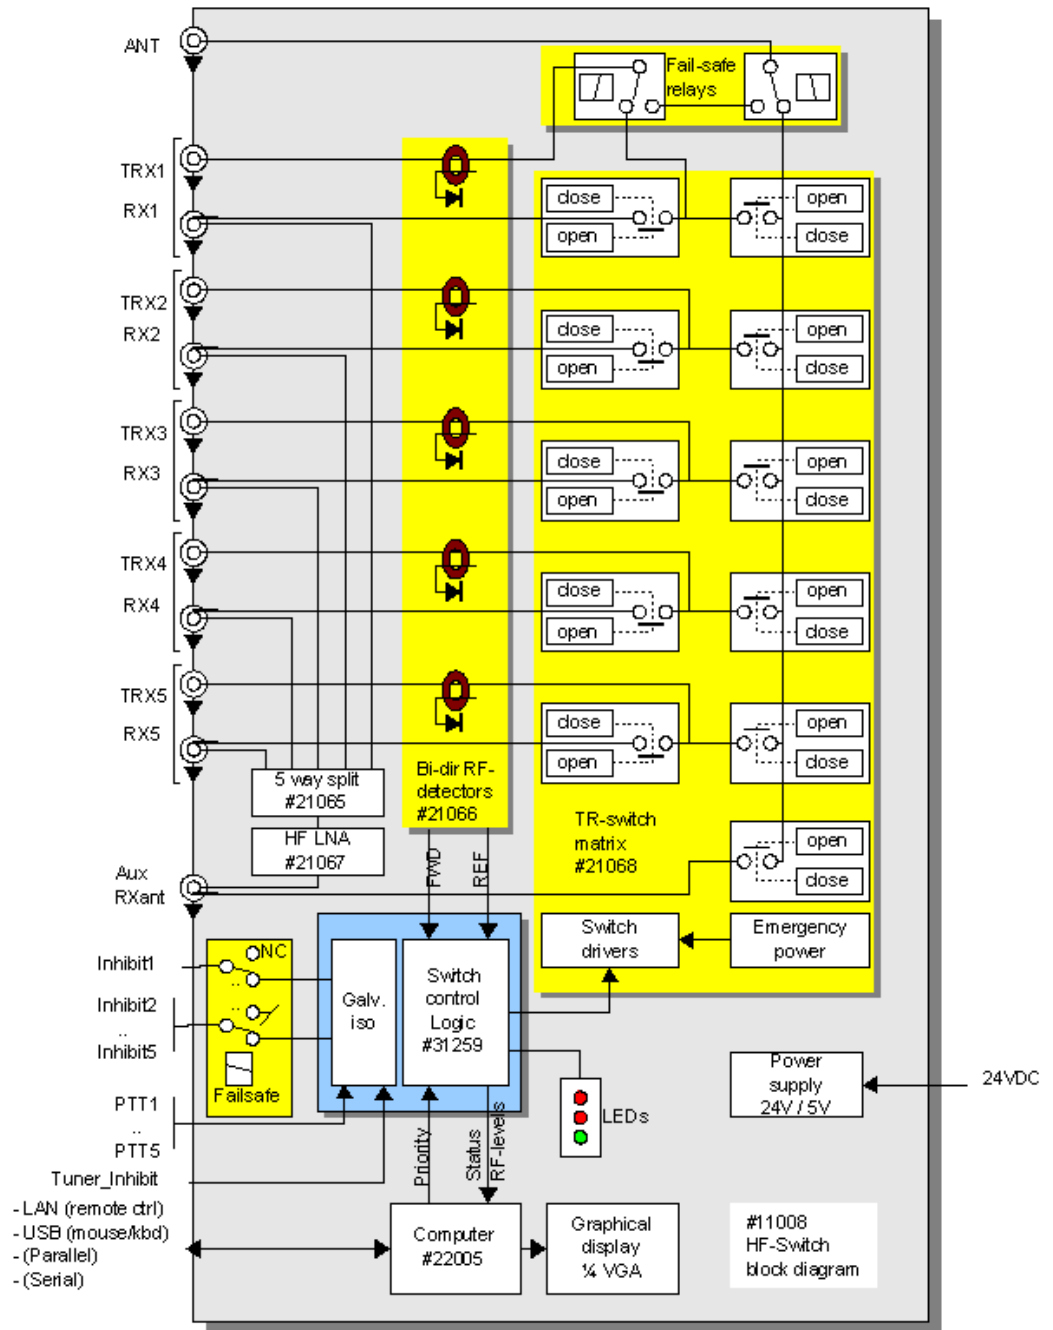 ANT
Fail-safe
relays
TRX1
RX1
close
open
open
close
TRX2
RX2
close
open
open
close
TRX3
RX3
close
open
open
close
TRX4
RX4
close
open
open
close
TRX5
RX5
close
open
open
close
5 way split
#21065
HF LNA
#21067
Bi-dir RF-
detectors
#21066
FWD
REF
TR-switch
matrix
#21068
open
close
Aux
RXant
Switch
drivers
Emergency
power
NC
Inhibit1
..
Inhibit2
..
..
Inhibit5
Failsafe
Galv.
iso
Switch
control
Logic
#31259
LEDs
Power
supply
24V / 5V
24VDC
PTT1
..
PTT5
Tuner_Inhibit
Priority
Status
RF-levels
- LAN (remote ctrl)
- USB (mouse/kbd)
- (Parallel)
- (Serial)
Computer
#22005
Graphical
display
¼ VGA
#11008
HF-Switch
block diagram